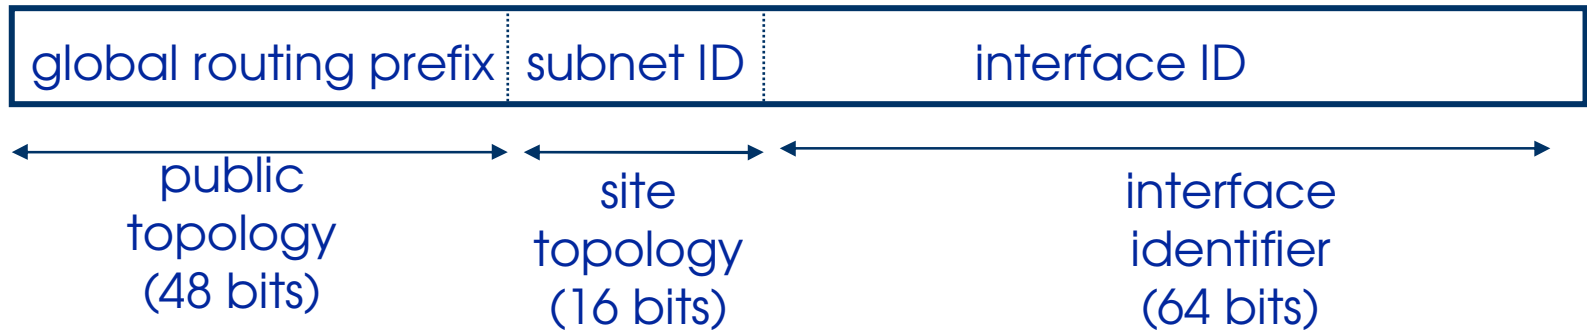 global routing prefix subnet ID interface ID
public
topology
(48 bits)
site
topology
(16 bits)
interface
identifier
(64 bits)